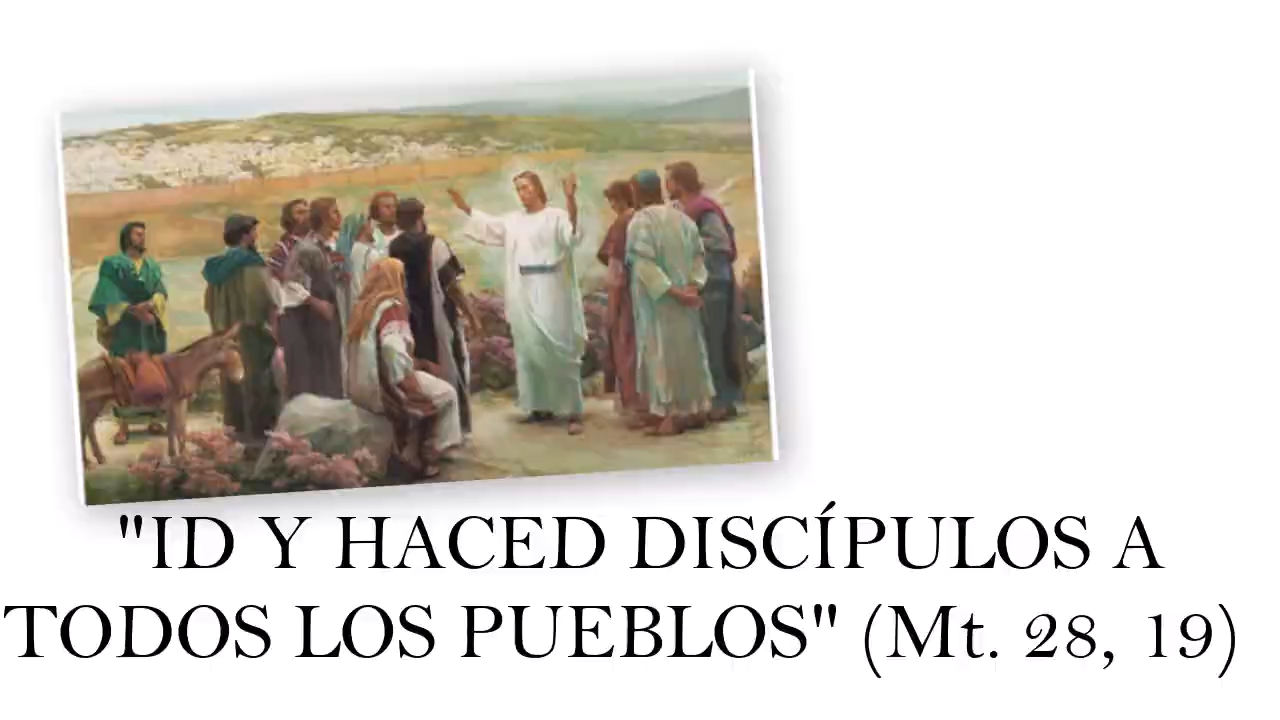 "ID Y HACED DISCÍPULOS A
TODOS LOS PUEBLOS" (Mt. 28, 19)